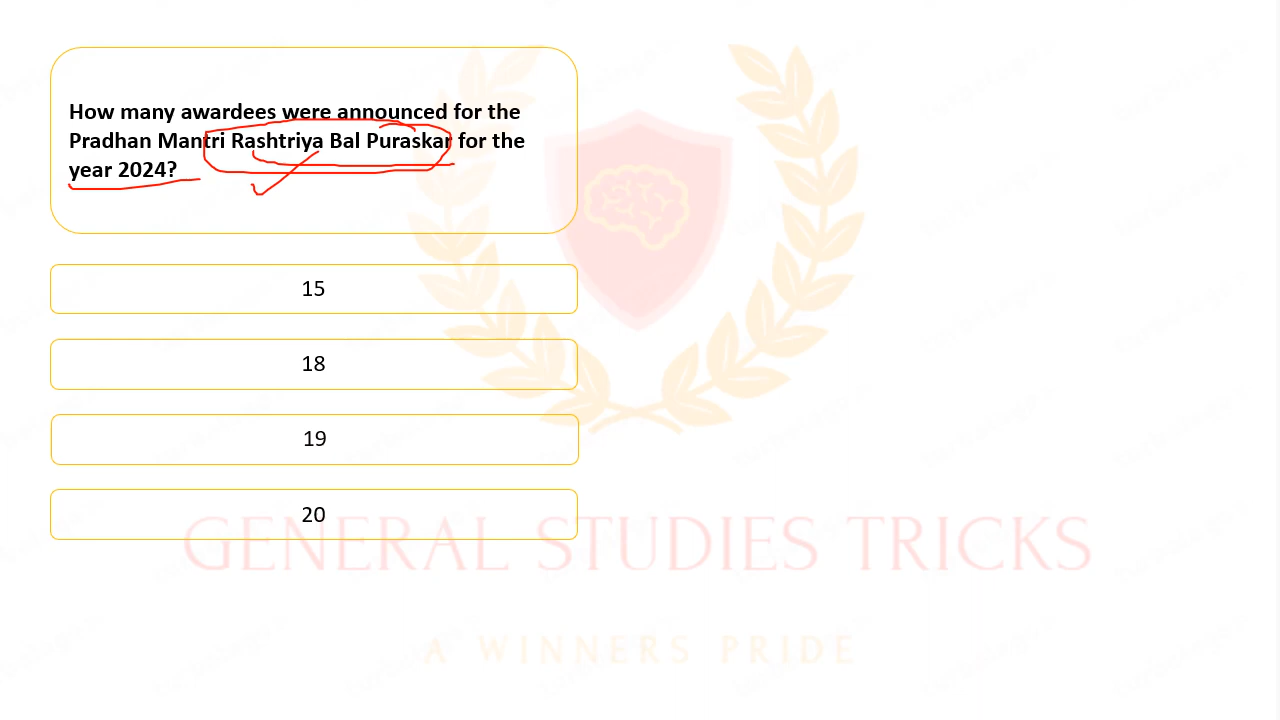 How many awardees were announced for the
Pradhan Mantri Rashtriya Bal Puraskar for the
year 2024?
15
18
19
20
GENERAL STUDIES TRICKS
A WINNERS PRIDE